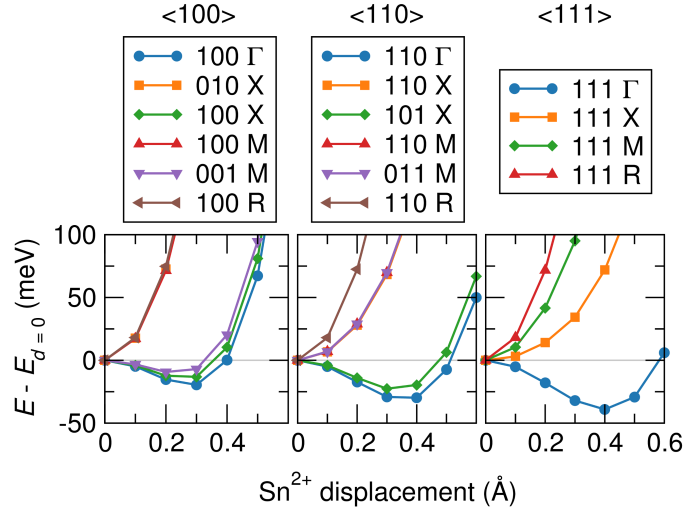 <100> <110> <111>
100 Γ
010 X
100 X
100 M
001 M
100 R
110 Γ
110 X
101 X
110 M
011 M
110 R
111 Γ
111 X
111 M
111 R
E - E_{d = 0} (meV)
100
50
0
-50
0 0.2 0.4 0 0.2 0.4 0 0.2 0.4 0.6
Sn²⁺ displacement (Å)